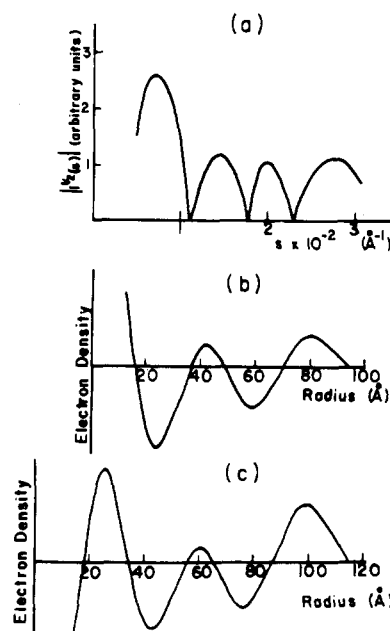 (a)
|I^½(s)| (arbitrary units)
3
2
1
2
3
s x 10⁻² (Å⁻¹)
(b)
Electron Density
20
40
60
80
100
Radius (Å)
(c)
Electron Density
20
40
60
80
100
120
Radius (Å)